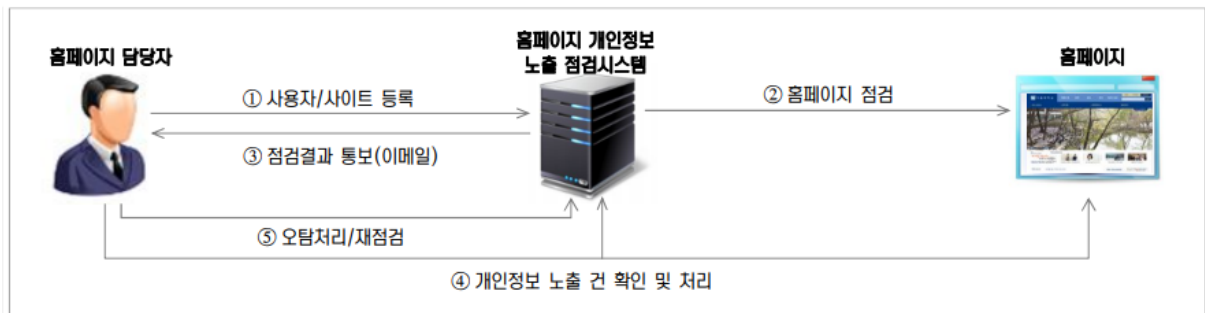 홈페이지 담당자
홈페이지 개인정보
노출 점검시스템
홈페이지
① 사용자/사이트 등록
② 홈페이지 점검
③ 점검결과 통보(이메일)
⑤ 오탐처리/재점검
④ 개인정보 노출 건 확인 및 처리